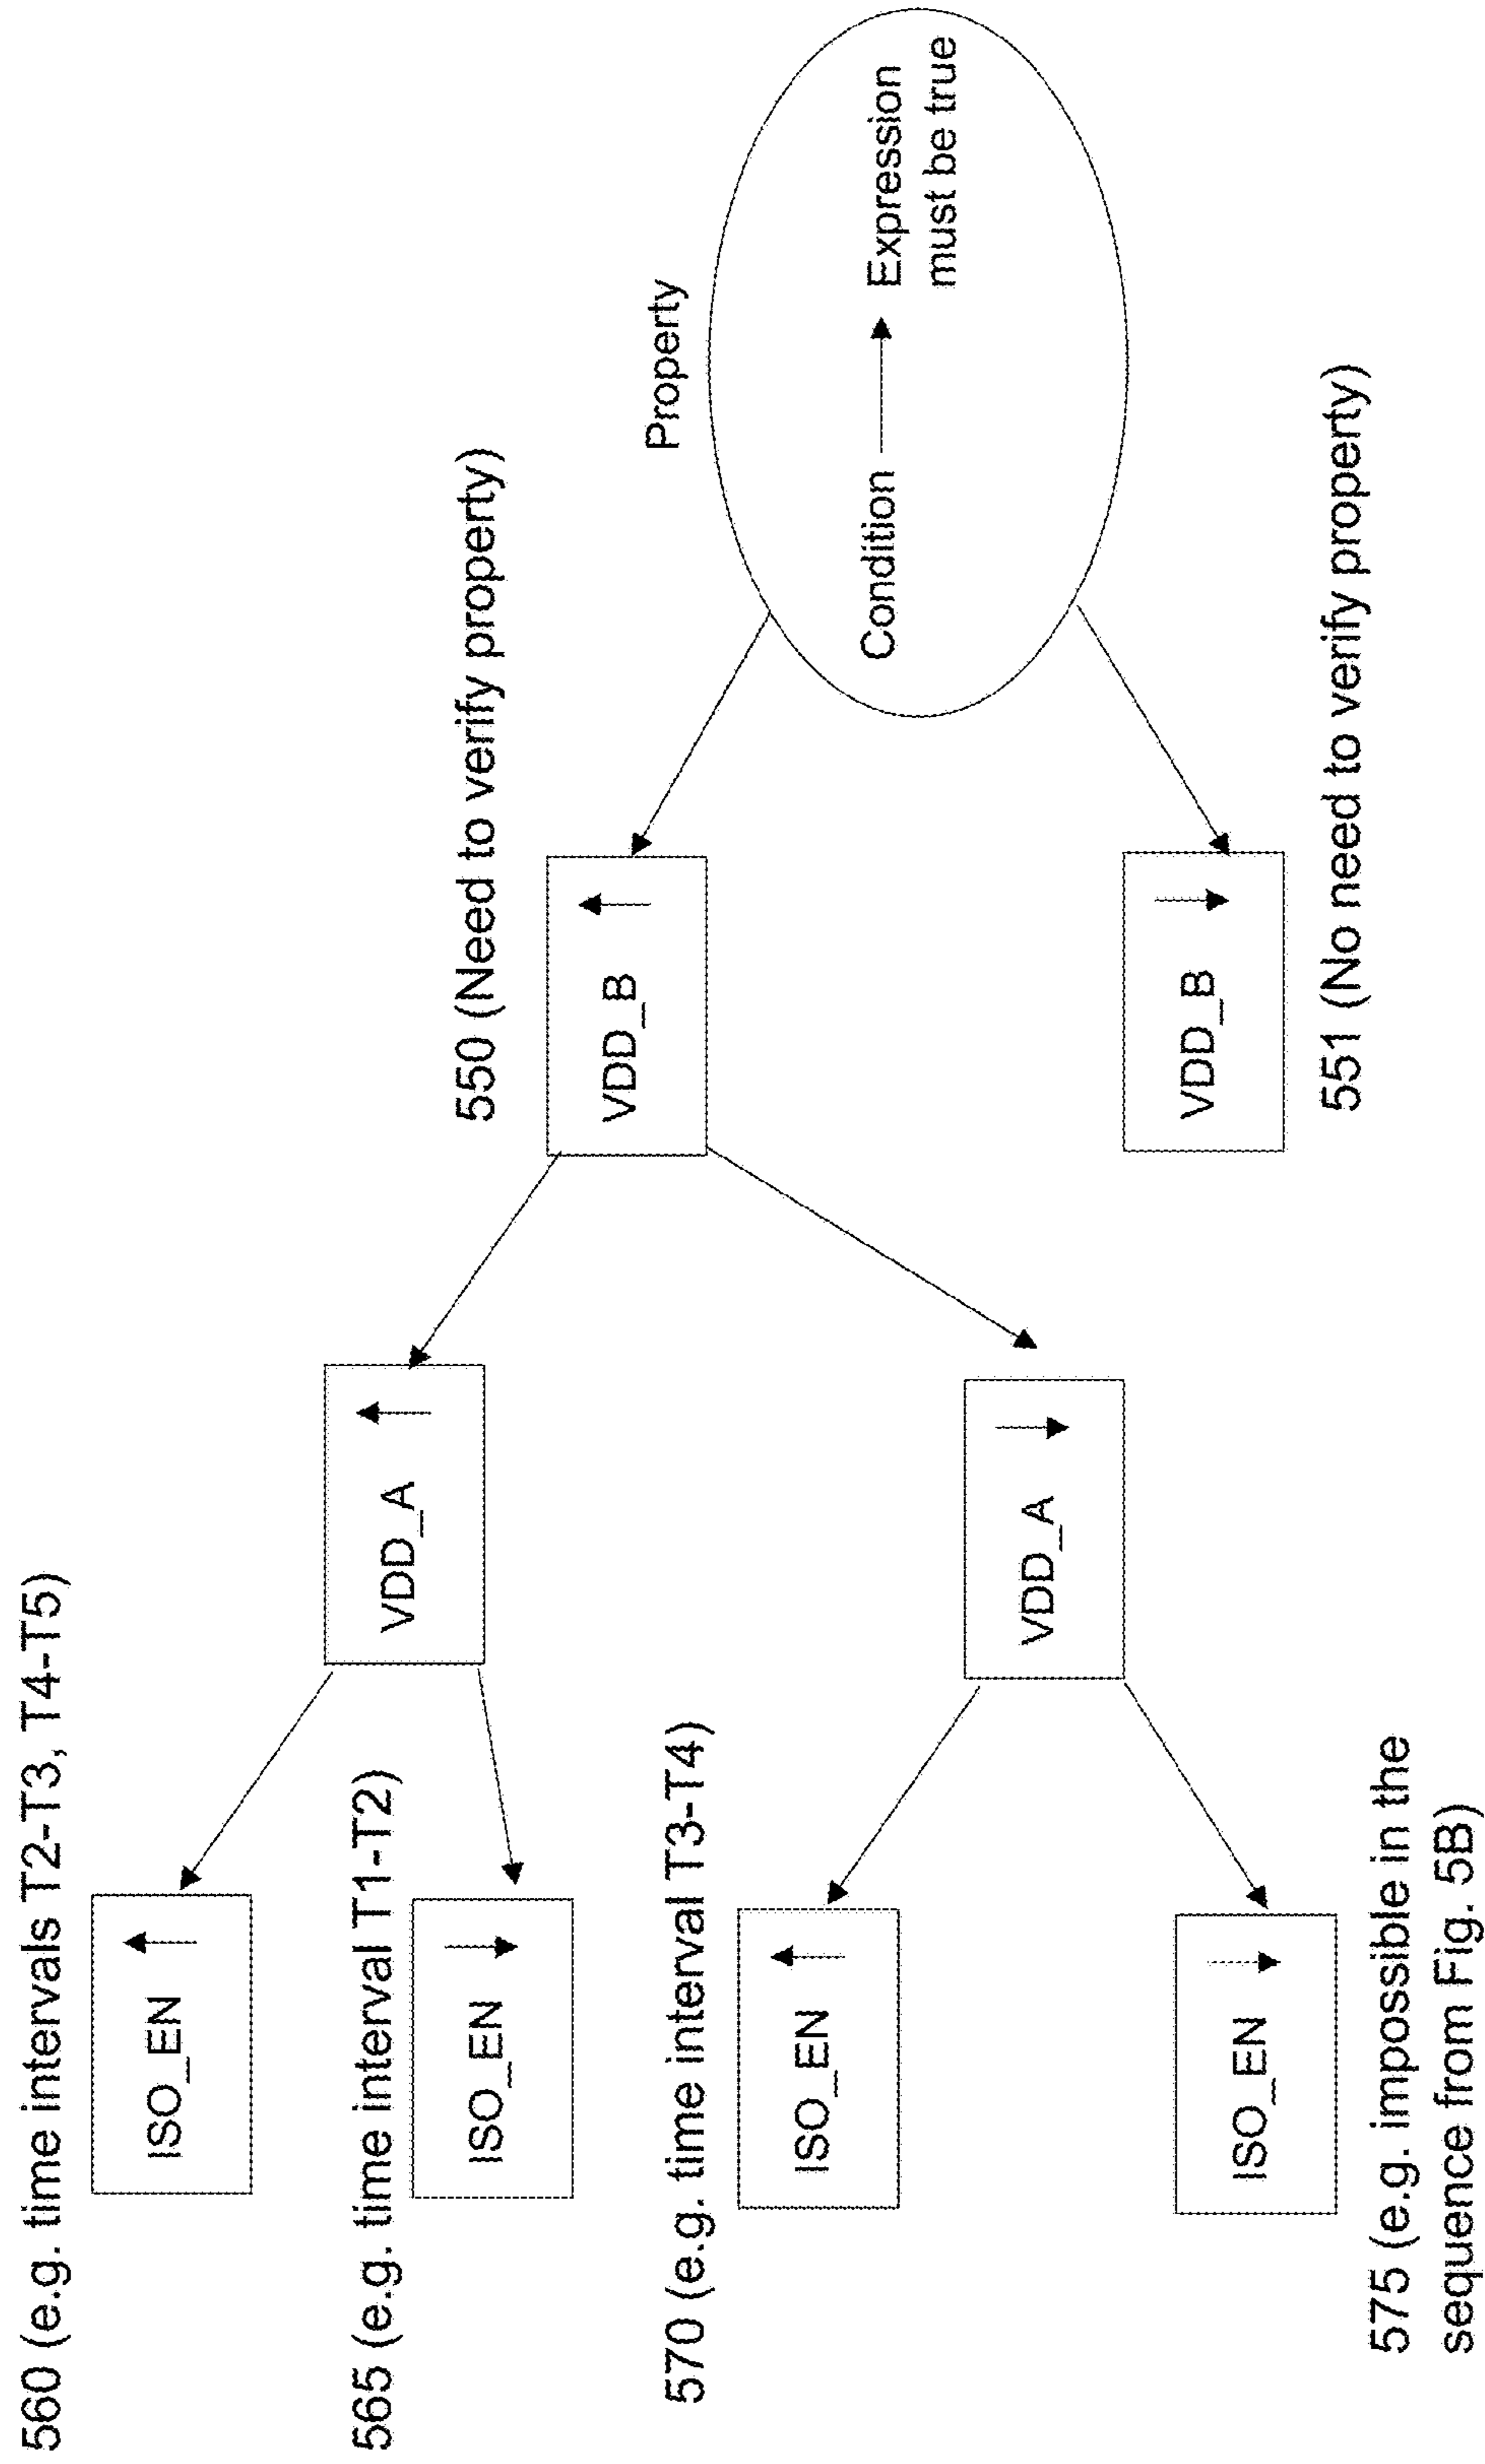 560 (e.g. time intervals T2-T3, T4-T5)
ISO_EN
565 (e.g. time interval T1-T2)
ISO_EN
VDD_A
550 (Need to verify property)
VDD_B
Property
Condition
Expression
must be true
570 (e.g. time interval T3-T4)
ISO_EN
VDD_A
VDD_B
551 (No need to verify property)
ISO_EN
575 (e.g. impossible in the
sequence from Fig. 5B)